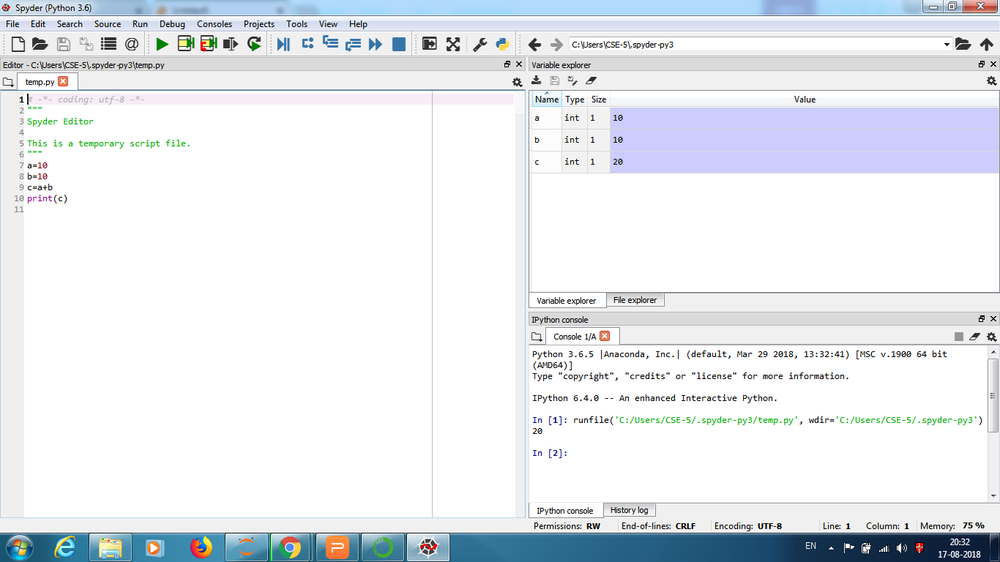 Spyder (Python 3.6)
File Edit Search Source Run Debug Consoles Projects Tools View Help
C:\Users\CSE-5\.spyder-py3
Editor - C:\Users\CSE-5\.spyder-py3\temp.py
temp.py
1 # -*- coding: utf-8 -*-
2 """
3 Spyder Editor
4
5 This is a temporary script file.
6 """
7 a=10
8 b=10
9 c=a+b
10 print(c)
11
Variable explorer
Name Type Size Value
a int 1 10
b int 1 10
c int 1 20
Variable explorer File explorer
IPython console
Console 1/A
Python 3.6.5 |Anaconda, Inc.| (default, Mar 29 2018, 13:32:41) [MSC v.1900 64 bit
(AMD64)]
Type "copyright", "credits" or "license" for more information.
IPython 6.4.0 -- An enhanced Interactive Python.
In [1]: runfile('C:/Users/CSE-5/.spyder-py3/temp.py', wdir='C:/Users/CSE-5/.spyder-py3')
20
In [2]:
IPython console History log
Permissions: RW End-of-lines: CRLF Encoding: UTF-8 Line: 1 Column: 1 Memory: 75 %
EN
20:32
17-08-2018